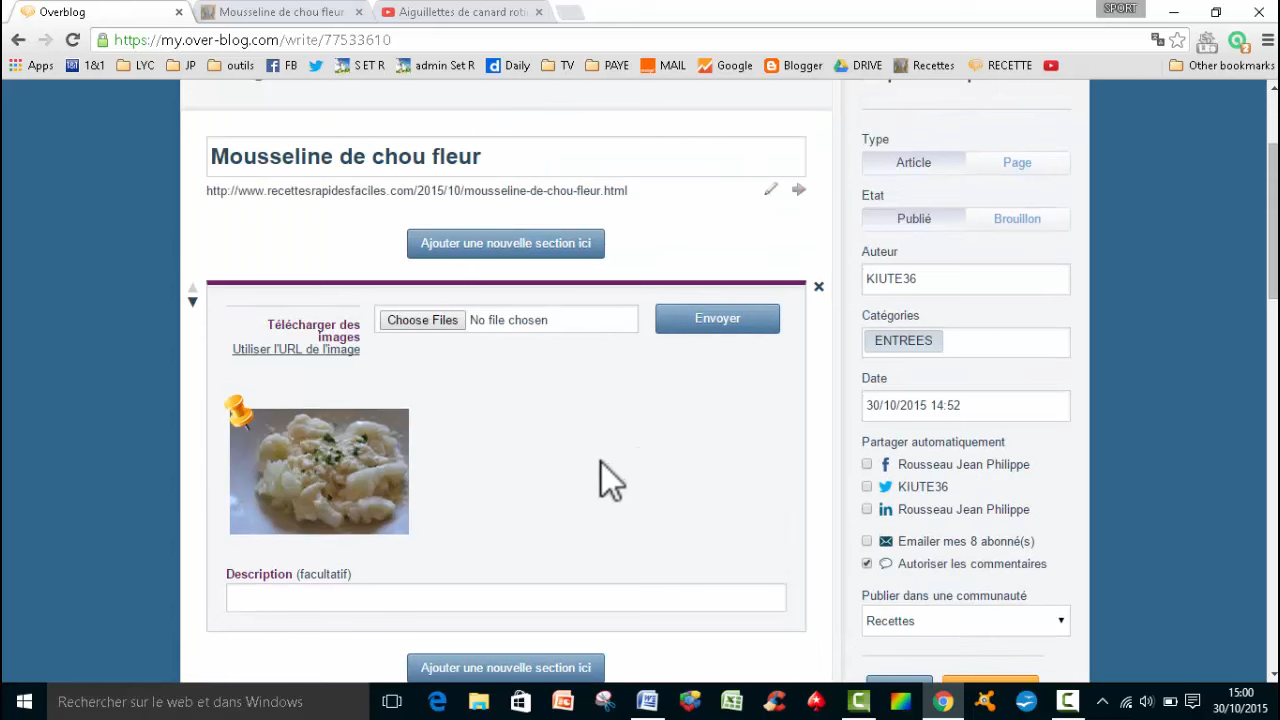 SPORT
Overblog
Mousseline de chou fleur
Aiguillettes de canard roti
https://my.over-blog.com/write/77533610
Apps 1&1 LYC JP outils FB S ET R admin Set R Daily TV PAYE MAIL Google Blogger DRIVE Recettes RECETTE Other bookmarks
Mousseline de chou fleur
http://www.recettesrapidesfaciles.com/2015/10/mousseline-de-chou-fleur.html
Ajouter une nouvelle section ici
Télécharger des
images
Utiliser l'URL de l'image
Choose Files No file chosen
Envoyer
Description (facultatif)
Ajouter une nouvelle section ici
Type
Article Page
Etat
Publié Brouillon
Auteur
KIUTE36
Catégories
ENTREES
Date
30/10/2015 14:52
Partager automatiquement
Rousseau Jean Philippe
KIUTE36
Rousseau Jean Philippe
Emailer mes 8 abonné(s)
Autoriser les commentaires
Publier dans une communauté
Recettes
Rechercher sur le web et dans Windows
15:00
30/10/2015